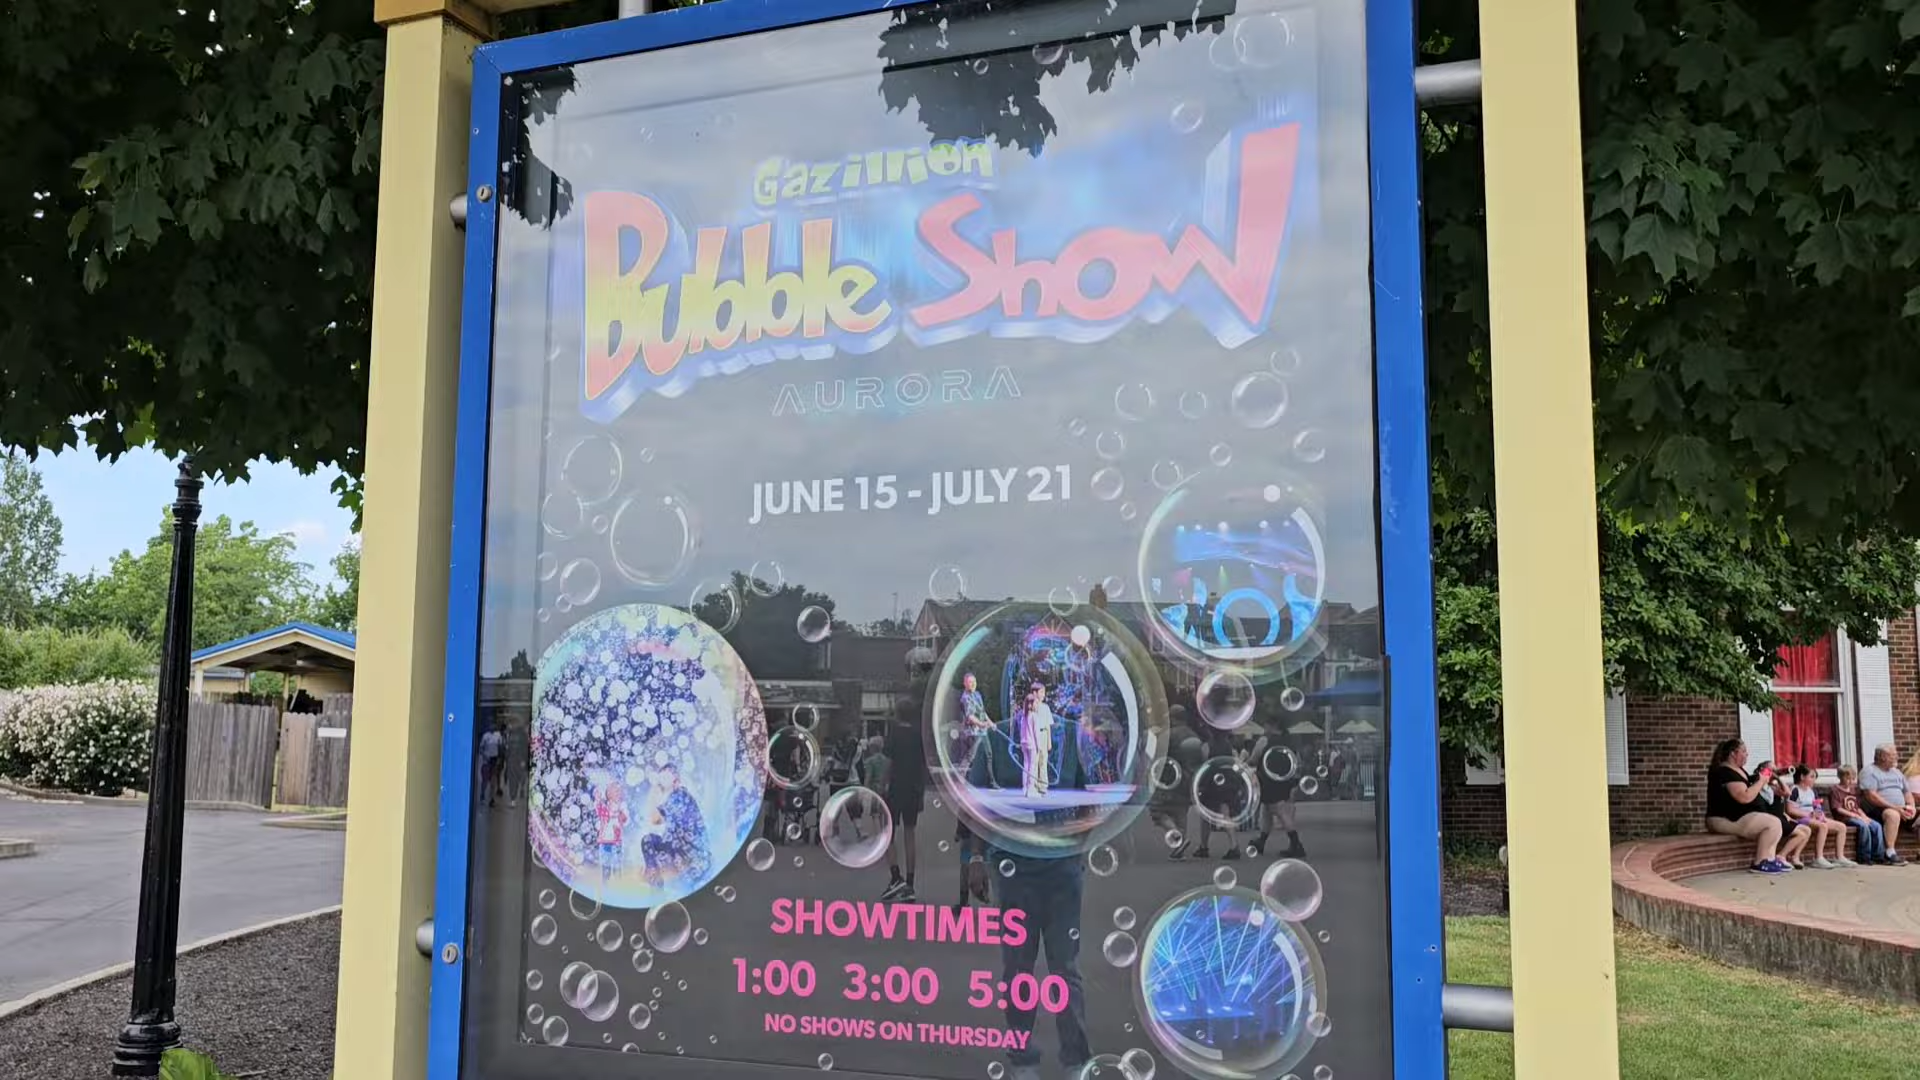 Gazillion
Bubble Show
AURORA
JUNE 15 - JULY 21
SHOWTIMES
1:00 3:00 5:00
NO SHOWS ON THURSDAY